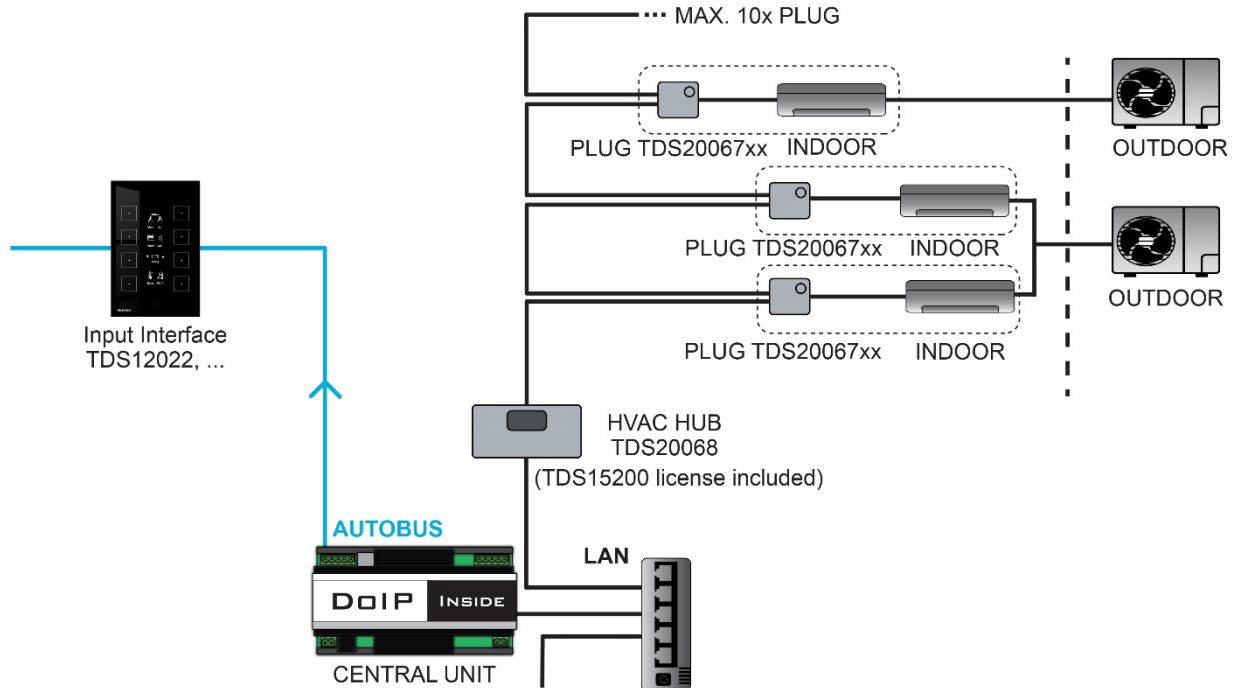 MAX. 10x PLUG
PLUG TDS20067xx INDOOR
OUTDOOR
PLUG TDS20067xx INDOOR
OUTDOOR
PLUG TDS20067xx INDOOR
Input Interface
TDS12022, ...
HVAC HUB
TDS20068
(TDS15200 license included)
AUTOBUS
LAN
DoIP INSIDE
CENTRAL UNIT